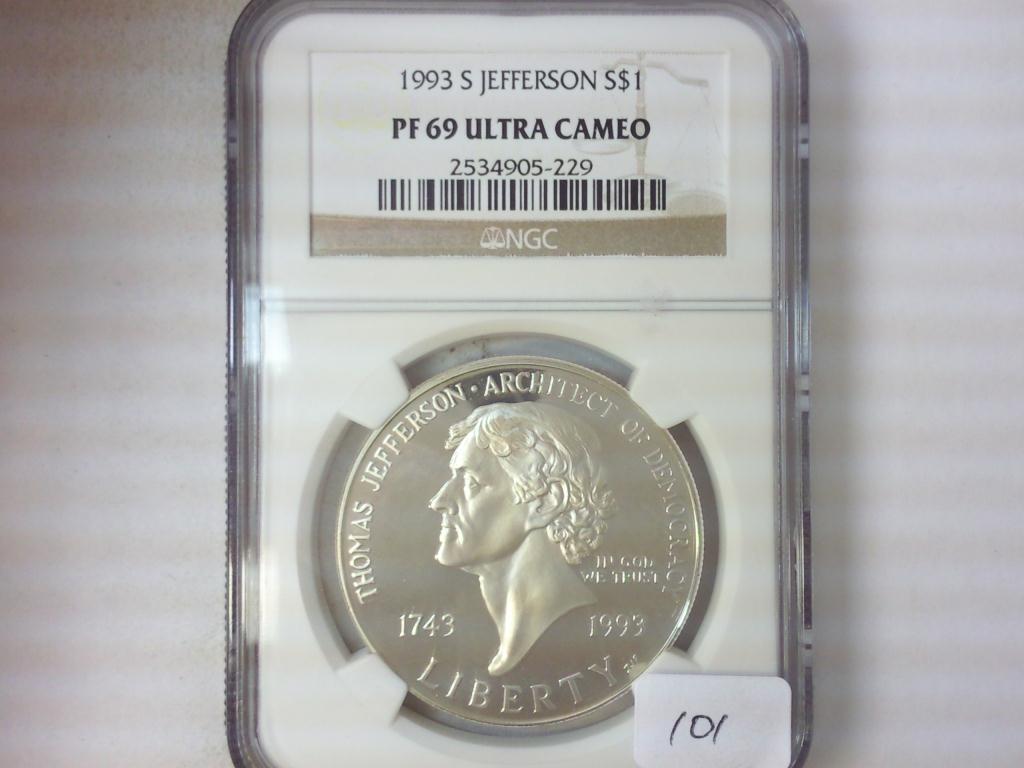 1993 S JEFFERSON S$1
PF 69 ULTRA CAMEO
2534905-229
NGC
THOMAS JEFFERSON · ARCHITECT OF DEMOCRACY
IN GOD
WE TRUST
1743 1993
LIBERTY
101